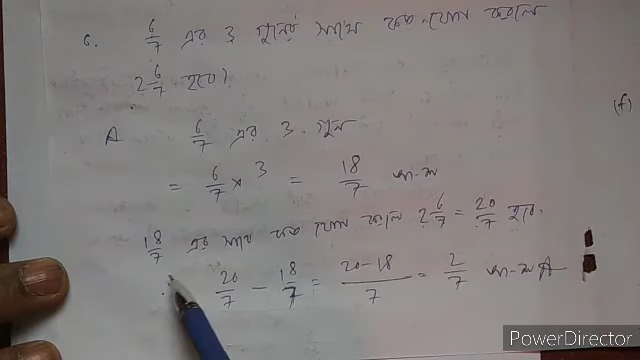 6. 6/7 এর 3 গুনের সাথে কত যোগ করলে
2 6/7 হবে।
A 6/7 এর 3 গুন
= 6/7 × 3 = 18/7
18/7 এর সাথে কত যোগ করলে 2 6/7 = 20/7 হবে.
20/7 - 18/7 = 20-18/7 = 2/7 A
(f)
PowerDirector